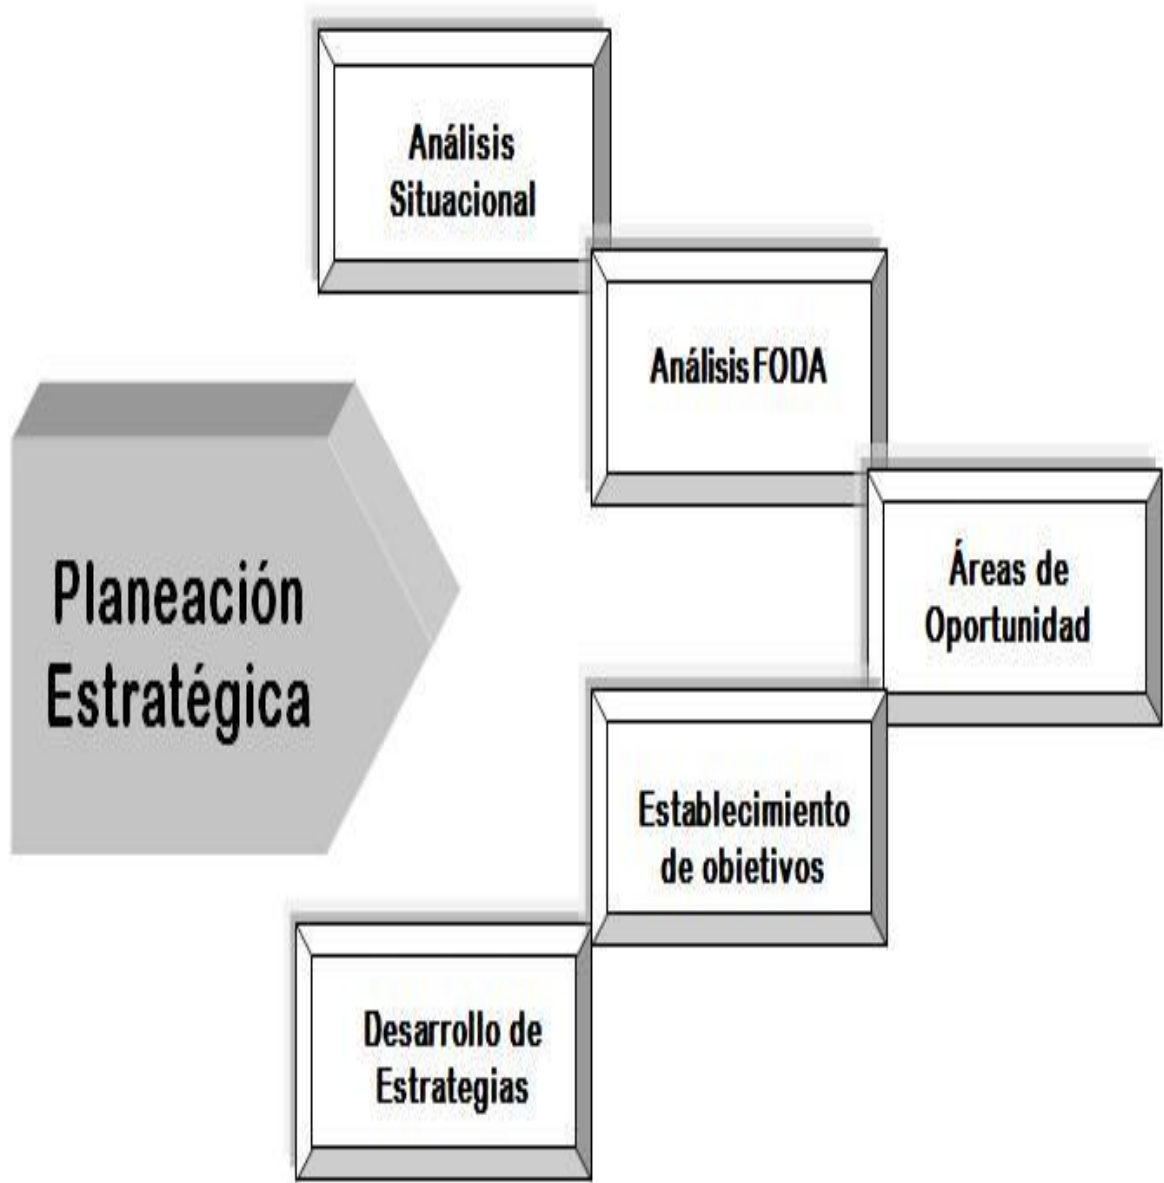 Análisis
Situacional
Análisis FODA
Áreas de
Oportunidad
Planeación
Estratégica
Establecimiento
de obietivos
Desarrollo de
Estrategias